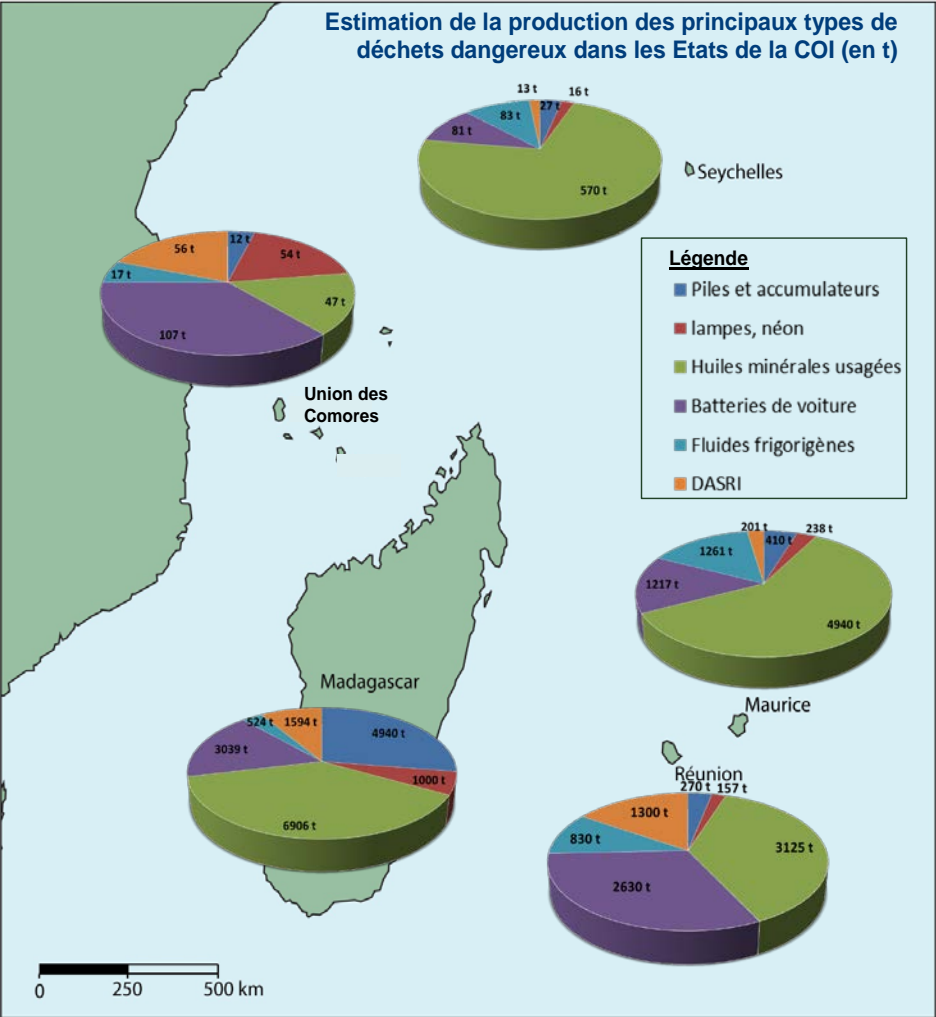 Estimation de la production des principaux types de
déchets dangereux dans les Etats de la COI (en t)
13 t
27 t
16 t
83 t
81 t
570 t
Seychelles
56 t
12 t
54 t
17 t
47 t
107 t
Union des
Comores
Légende
Piles et accumulateurs
lampes, néon
Huiles minérales usagées
Batteries de voiture
Fluides frigorigènes
DASRI
201 t
410 t
238 t
1261 t
1217 t
4940 t
Maurice
Madagascar
524 t
1594 t
4940 t
3039 t
1000 t
6906 t
Réunion
270 t
157 t
1300 t
830 t
3125 t
2630 t
0
250
500 km